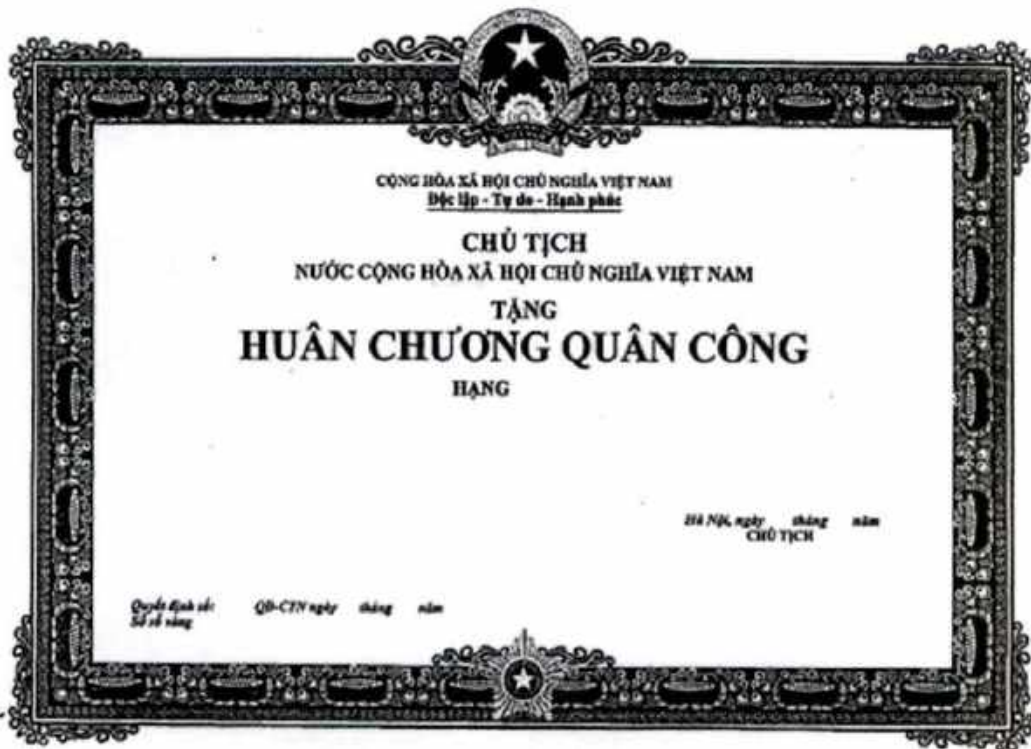 CỘNG HÒA XÃ HỘI CHỦ NGHĨA VIỆT NAM
Độc lập - Tự do - Hạnh phúc
CHỦ TỊCH
NƯỚC CỘNG HÒA XÃ HỘI CHỦ NGHĨA VIỆT NAM
TẶNG
HUÂN CHƯƠNG QUÂN CÔNG
HẠNG
Hà Nội, ngày tháng năm
CHỦ TỊCH
Quyết định số: QĐ-CTN ngày tháng năm
Số sổ vàng